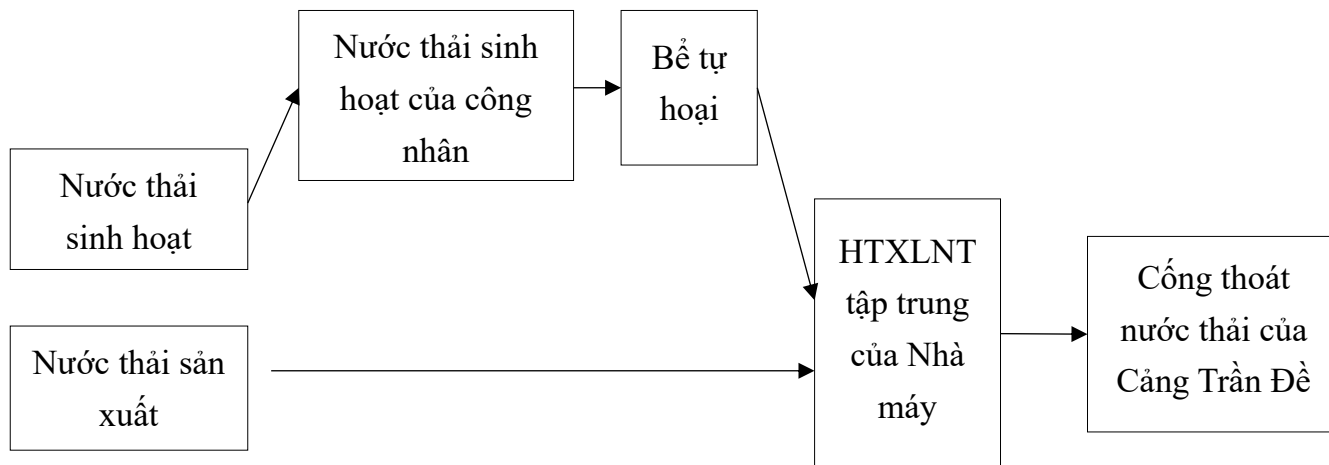 Nước thải sinh
hoạt của công
nhân
Bể tự
hoại
Nước thải
sinh hoạt
HTXLNT
tập trung
của Nhà
máy
Cống thoát
nước thải của
Cảng Trần Đề
Nước thải sản
xuất